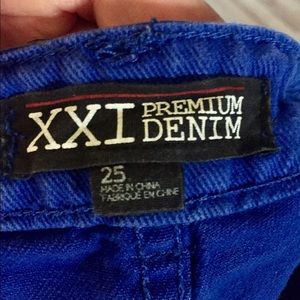 XXI PREMIUM
DENIM
25
MADE IN CHINA
FABRIQUÉ EN CHINE